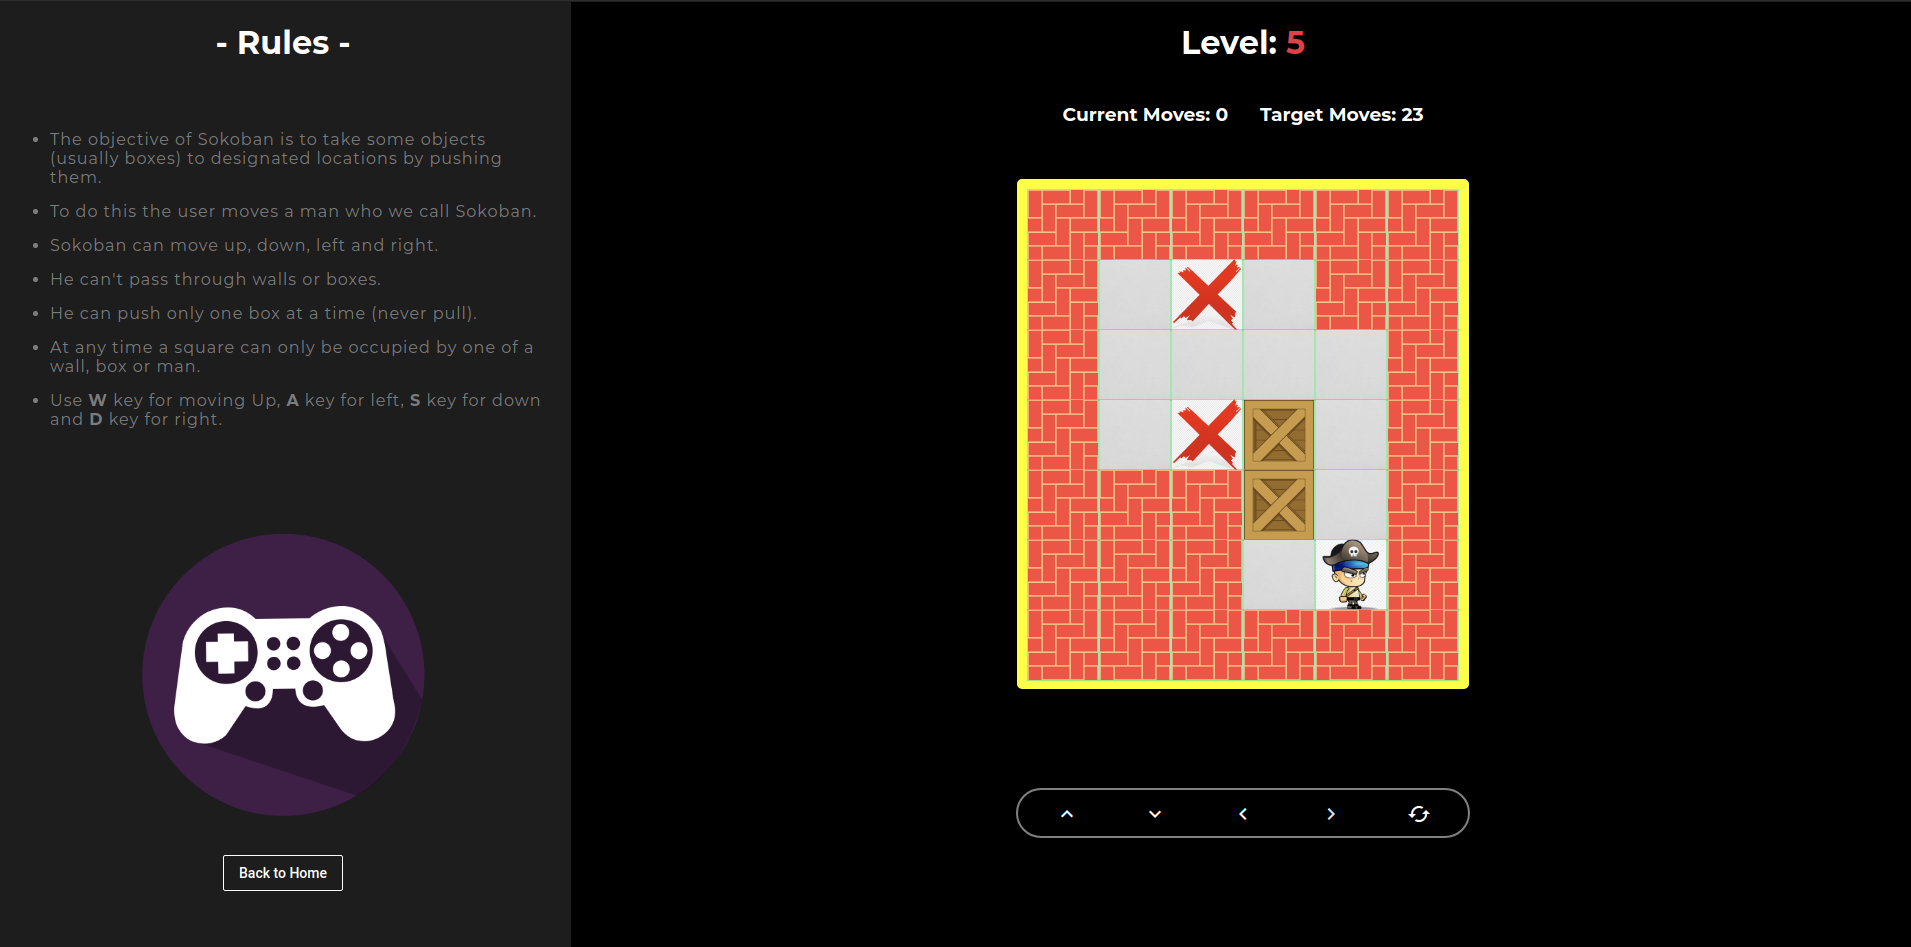 - Rules -
• The objective of Sokoban is to take some objects
(usually boxes) to designated locations by pushing
them.
• To do this the user moves a man who we call Sokoban.
• Sokoban can move up, down, left and right.
• He can't pass through walls or boxes.
• He can push only one box at a time (never pull).
• At any time a square can only be occupied by one of a
wall, box or man.
• Use W key for moving Up, A key for left, S key for down
and D key for right.
Back to Home
Level: 5
Current Moves: 0 Target Moves: 23